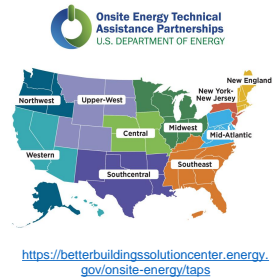 Onsite Energy Technical
Assistance Partnerships
U.S. DEPARTMENT OF ENERGY
New England
New York-
New Jersey
Northwest
Upper-West
Mid-Atlantic
Midwest
Central
Western
Southeast
Southcentral
https://betterbuildingssolutioncenter.energy.
gov/onsite-energy/taps